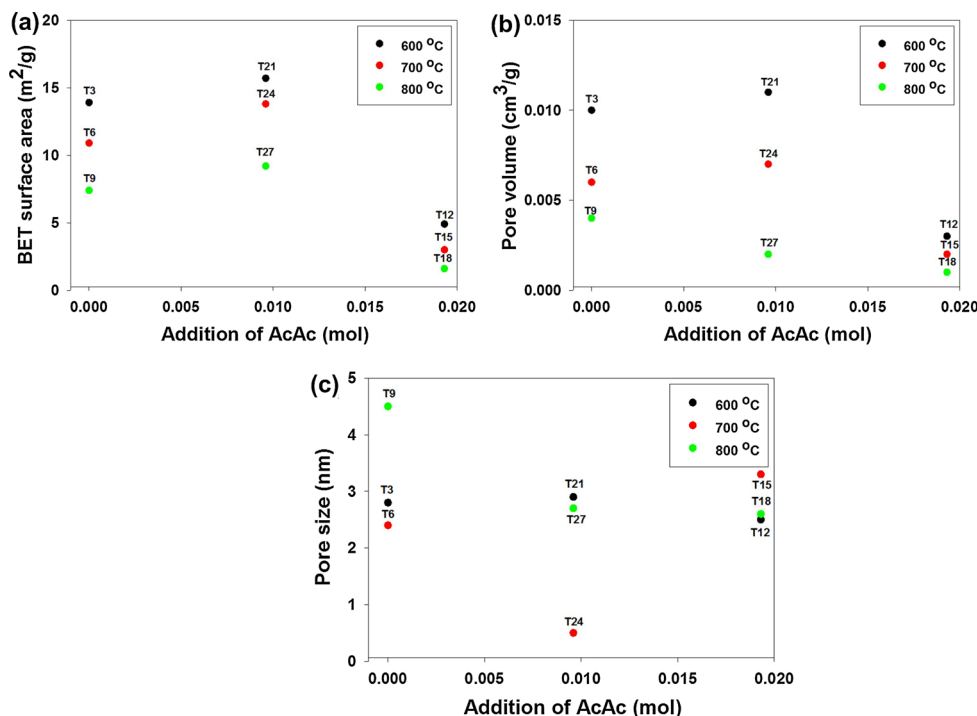 (a)
BET surface area (m²/g)
20
15
10
5
0
T3
T6
T9
T21
T24
T27
T12
T15
T18
600 ᴼC
700 ᴼC
800 ᴼC
0.000
0.005
0.010
0.015
0.020
Addition of AcAc (mol)
(b)
Pore volume (cm³/g)
0.015
0.010
0.005
0.000
T3
T6
T9
T21
T24
T27
T12
T15
T18
600 ᴼC
700 ᴼC
800 ᴼC
0.000
0.005
0.010
0.015
0.020
Addition of AcAc (mol)
(c)
Pore size (nm)
5
4
3
2
1
0
T9
T3
T6
T21
T27
T24
T15
T18
T12
600 ᴼC
700 ᴼC
800 ᴼC
0.000
0.005
0.010
0.015
0.020
Addition of AcAc (mol)